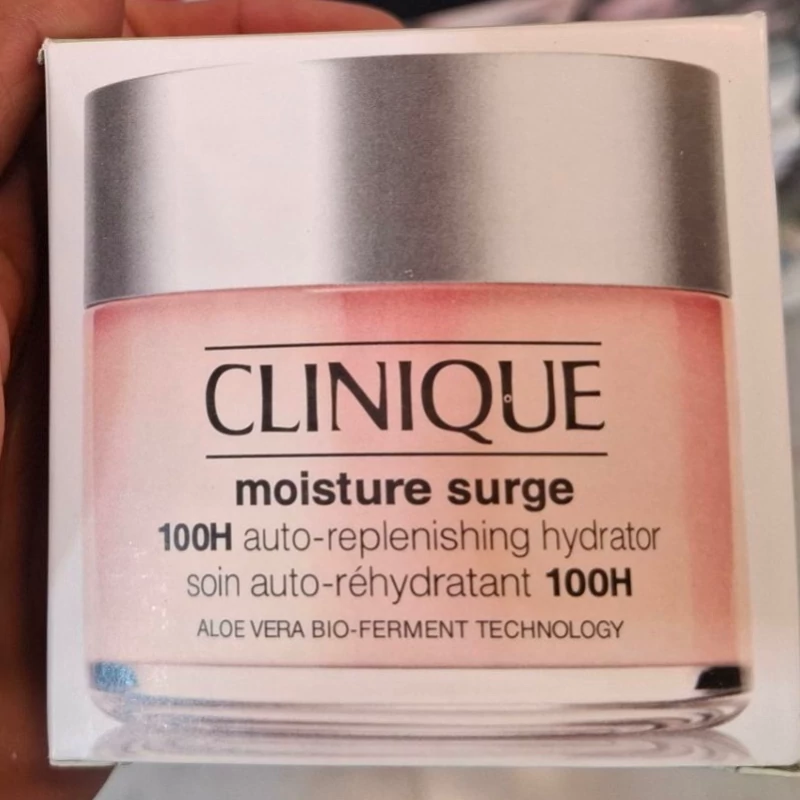 CLINIQUE
moisture surge
100H auto-replenishing hydrator
soin auto-réhydratant 100H
ALOE VERA BIO-FERMENT TECHNOLOGY